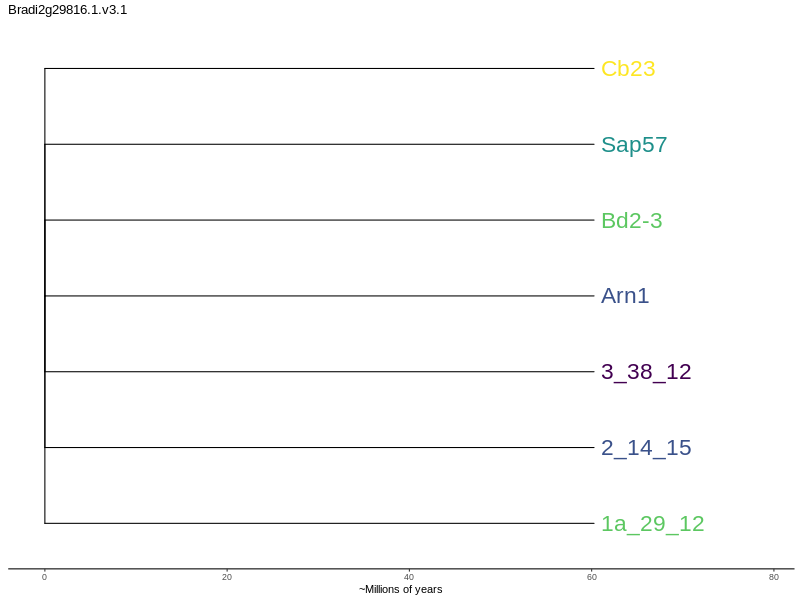 Bradi2g29816.1.v3.1
Cb23
Sap57
Bd2-3
Arn1
3_38_12
2_14_15
1a_29_12
0 20 40 60 80
~Millions of years